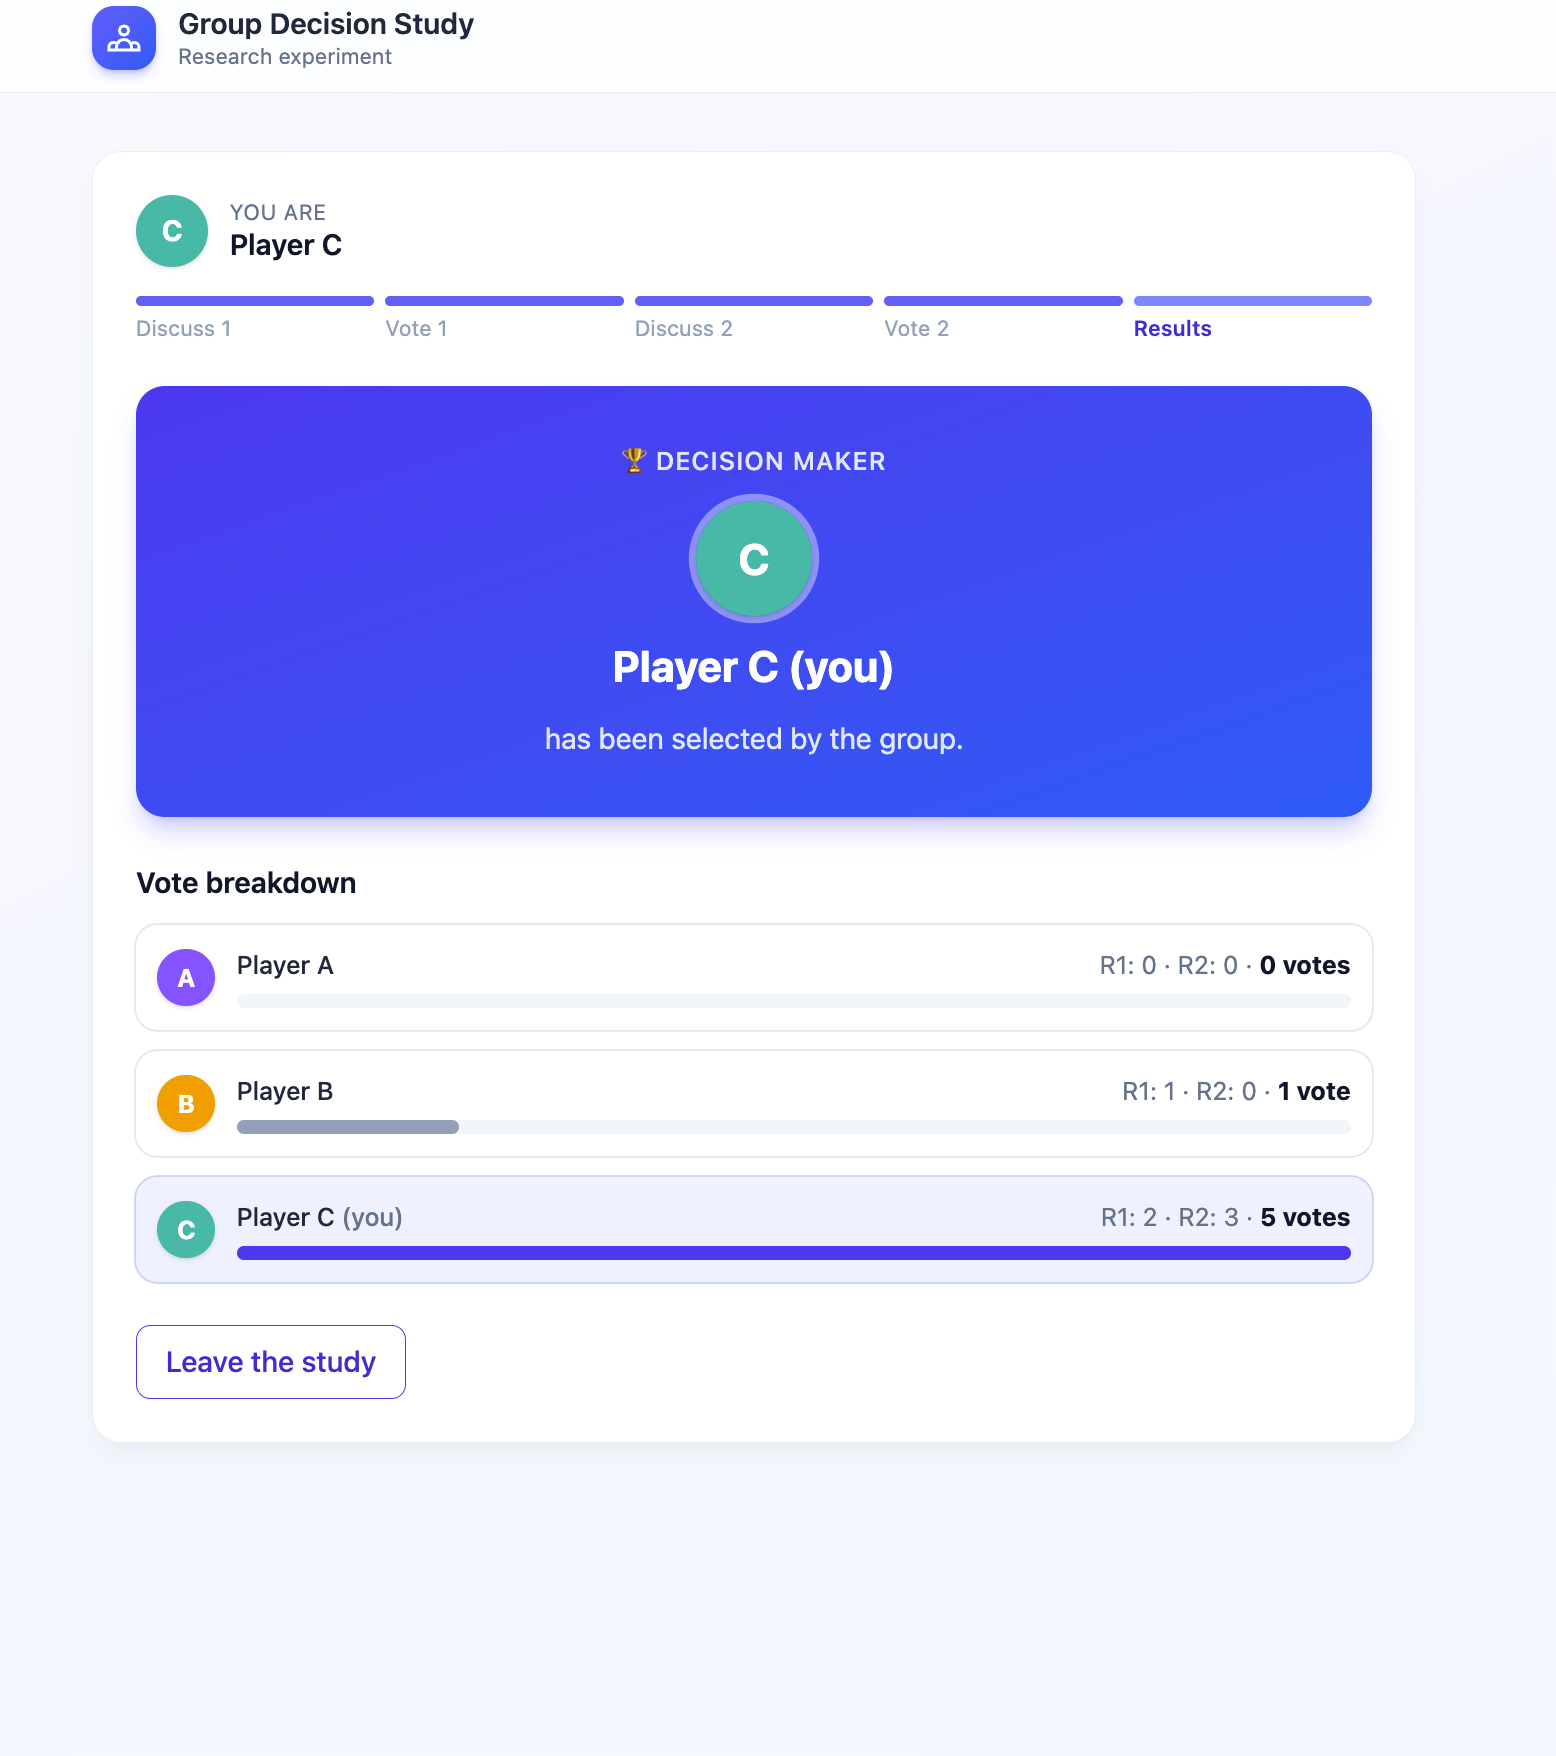 Group Decision Study
Research experiment
C
YOU ARE
Player C
Discuss 1
Vote 1
Discuss 2
Vote 2
Results
🏆 DECISION MAKER
C
Player C (you)
has been selected by the group.
Vote breakdown
A
Player A
R1: 0 · R2: 0 · 0 votes
B
Player B
R1: 1 · R2: 0 · 1 vote
C
Player C (you)
R1: 2 · R2: 3 · 5 votes
Leave the study